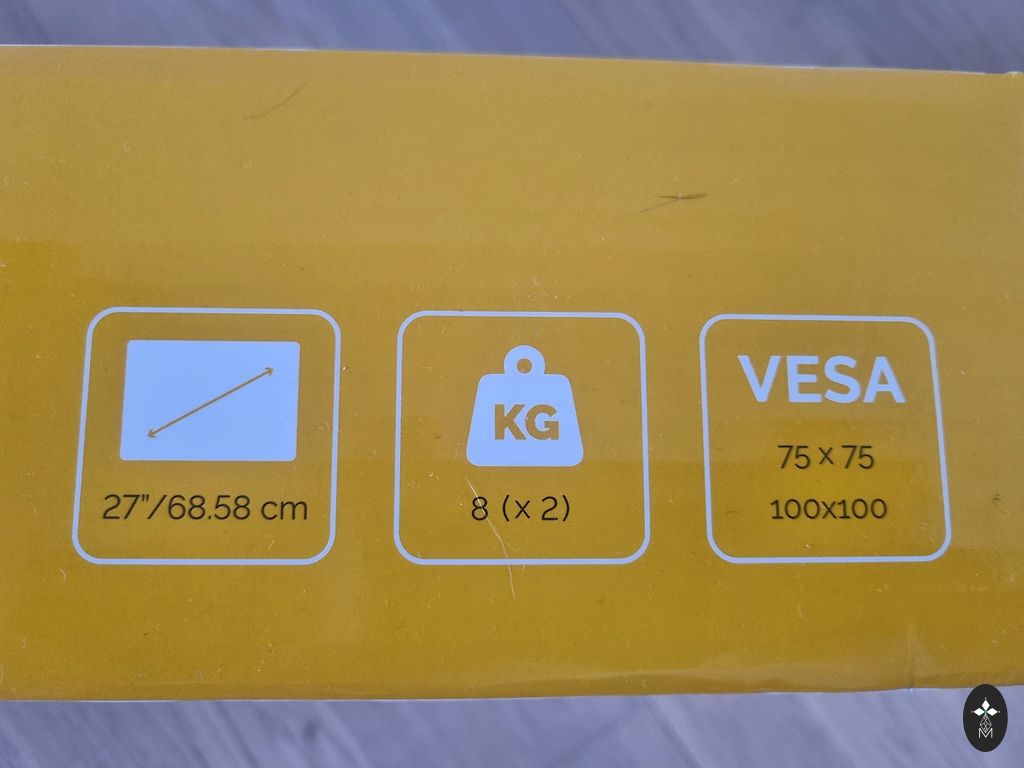 27"/68.58 cm
KG
8 (x 2)
VESA
75 x 75
100x100
M